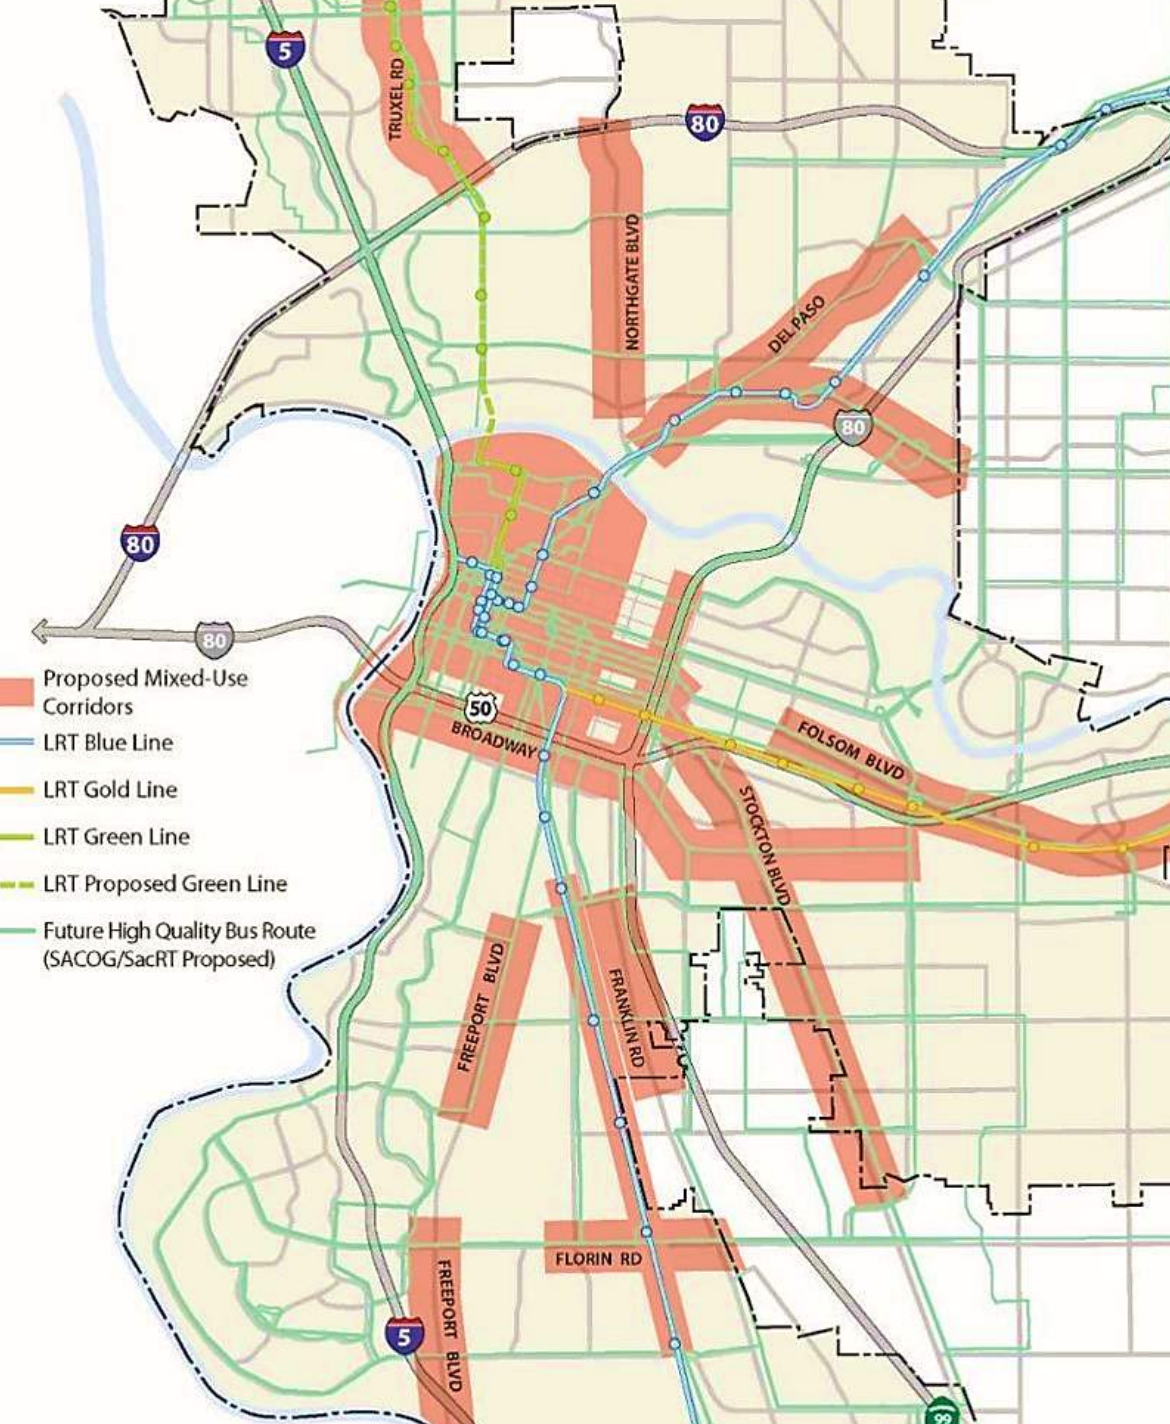 5
TRUXEL RD
80
NORTHGATE BLVD
DEL PASO
80
80
80
Proposed Mixed-Use
Corridors
50
BROADWAY
LRT Blue Line
FOLSOM BLVD
LRT Gold Line
STOCKTON BLVD
LRT Green Line
LRT Proposed Green Line
Future High Quality Bus Route
(SACOG/SacRT Proposed)
FREEPORT BLVD
FRANKLIN RD
FLORIN RD
FREEPORT BLVD
5
99